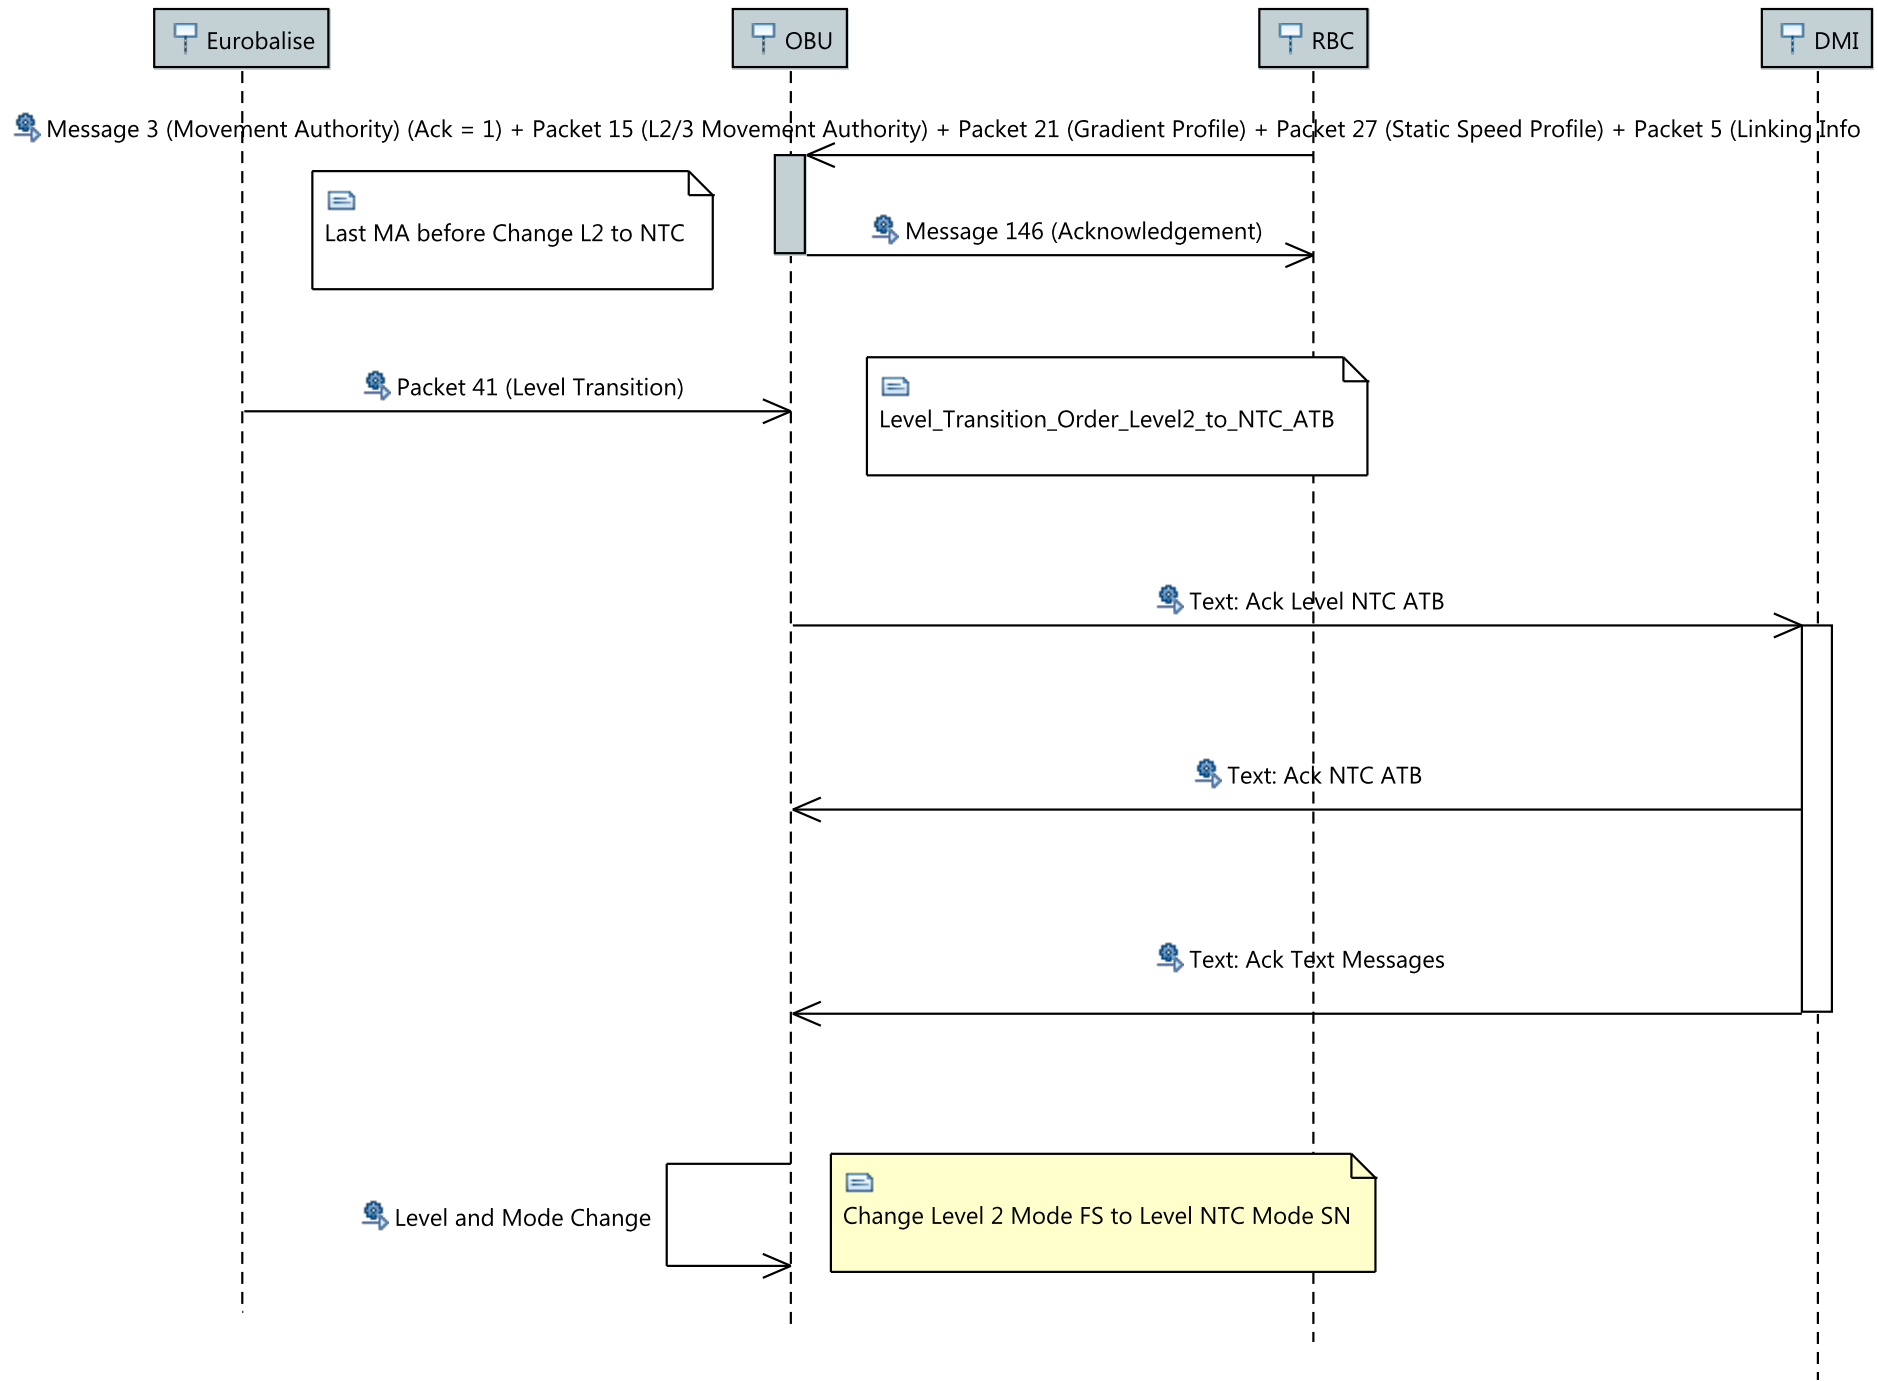 Eurobalise
OBU
RBC
DMI
Message 3 (Movement Authority) (Ack = 1) + Packet 15 (L2/3 Movement Authority) + Packet 21 (Gradient Profile) + Packet 27 (Static Speed Profile) + Packet 5 (Linking Info
Last MA before Change L2 to NTC
Message 146 (Acknowledgement)
Packet 41 (Level Transition)
Level_Transition_Order_Level2_to_NTC_ATB
Text: Ack Level NTC ATB
Text: Ack NTC ATB
Text: Ack Text Messages
Level and Mode Change
Change Level 2 Mode FS to Level NTC Mode SN